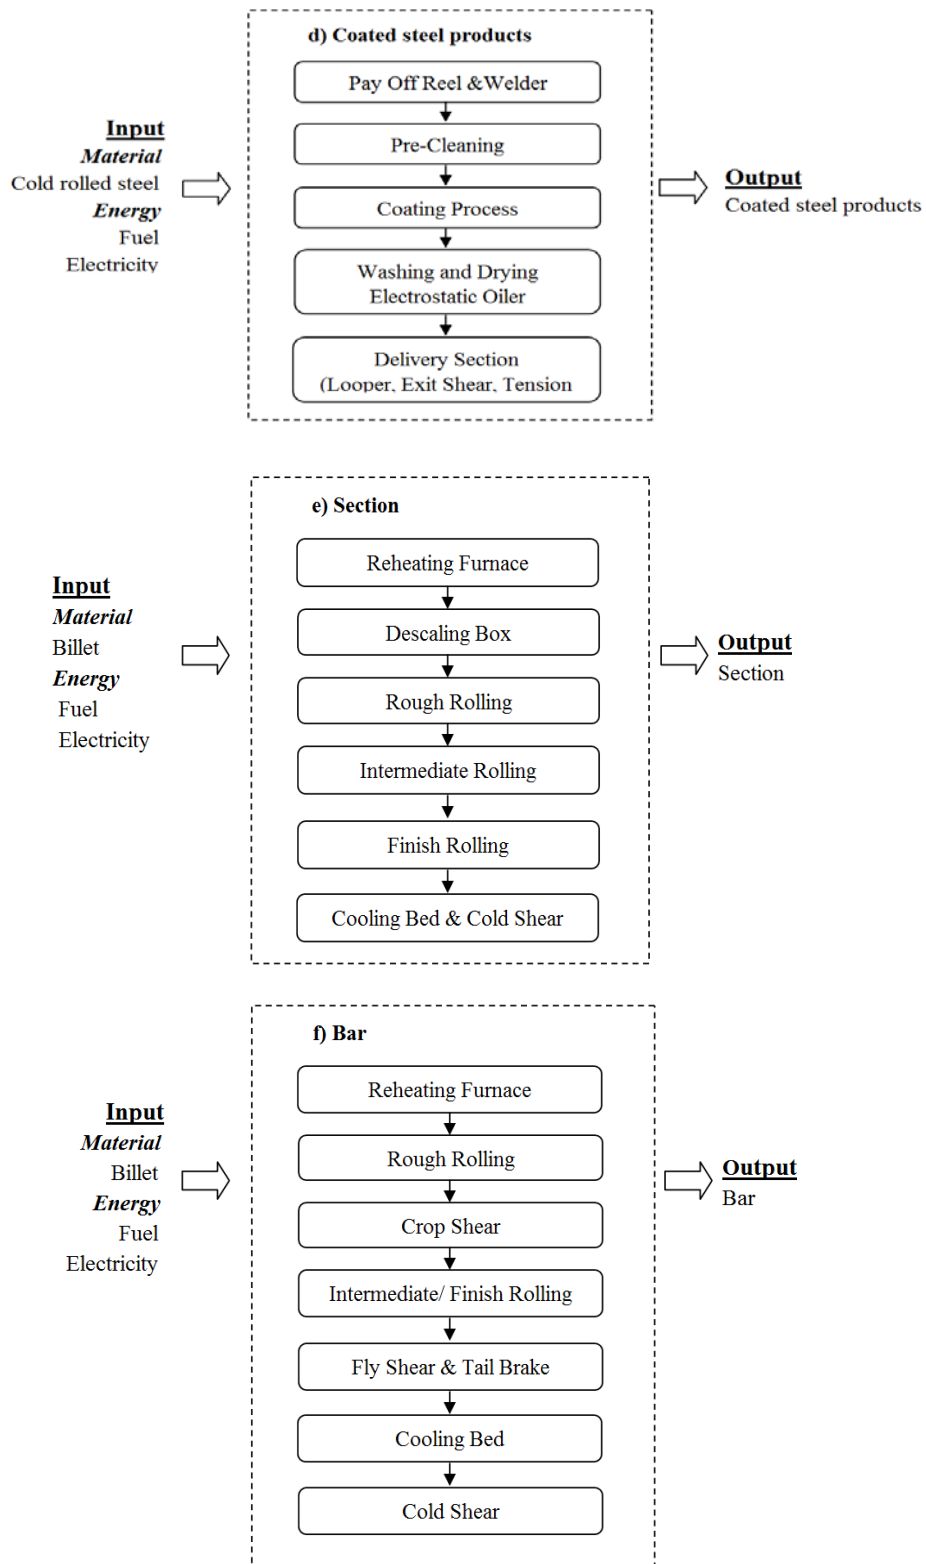 d) Coated steel products
Pay Off Reel &Welder
Pre-Cleaning
Coating Process
Washing and Drying
Electrostatic Oiler
Delivery Section
(Looper, Exit Shear, Tension
Input
Material
Cold rolled steel
Energy
Fuel
Electricity
Output
Coated steel products
e) Section
Reheating Furnace
Descaling Box
Rough Rolling
Intermediate Rolling
Finish Rolling
Cooling Bed & Cold Shear
Input
Material
Billet
Energy
Fuel
Electricity
Output
Section
f) Bar
Reheating Furnace
Rough Rolling
Crop Shear
Intermediate/ Finish Rolling
Fly Shear & Tail Brake
Cooling Bed
Cold Shear
Input
Material
Billet
Energy
Fuel
Electricity
Output
Bar